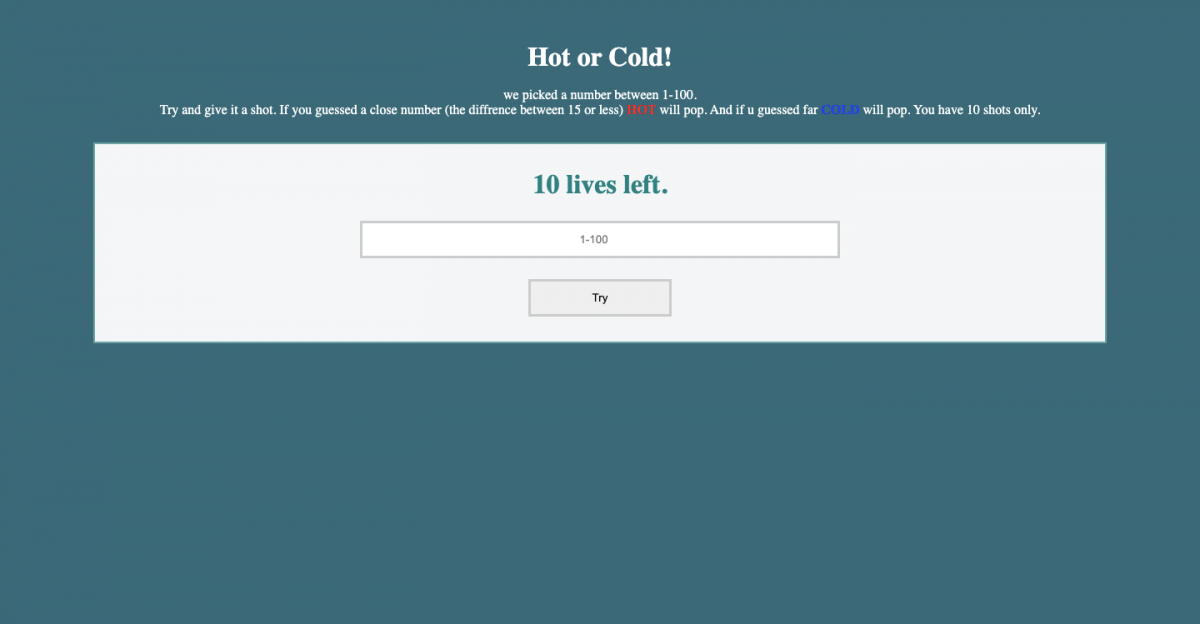 Hot or Cold!
we picked a number between 1-100.
Try and give it a shot. If you guessed a close number (the diffrence between 15 or less) HOT will pop. And if u guessed far COLD will pop. You have 10 shots only.
10 lives left.
1-100
Try